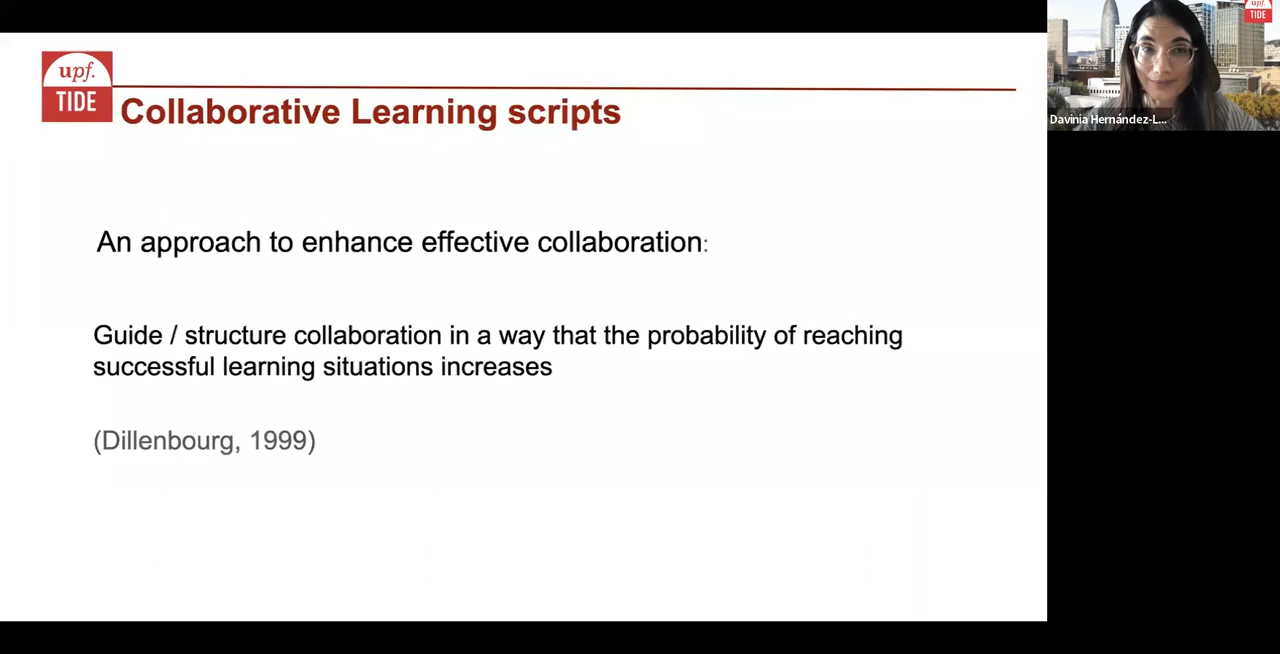 upf.
TIDE
Collaborative Learning scripts
An approach to enhance effective collaboration:
Guide / structure collaboration in a way that the probability of reaching
successful learning situations increases
(Dillenbourg, 1999)
upf.
TIDE
Davinia Hernández-L...